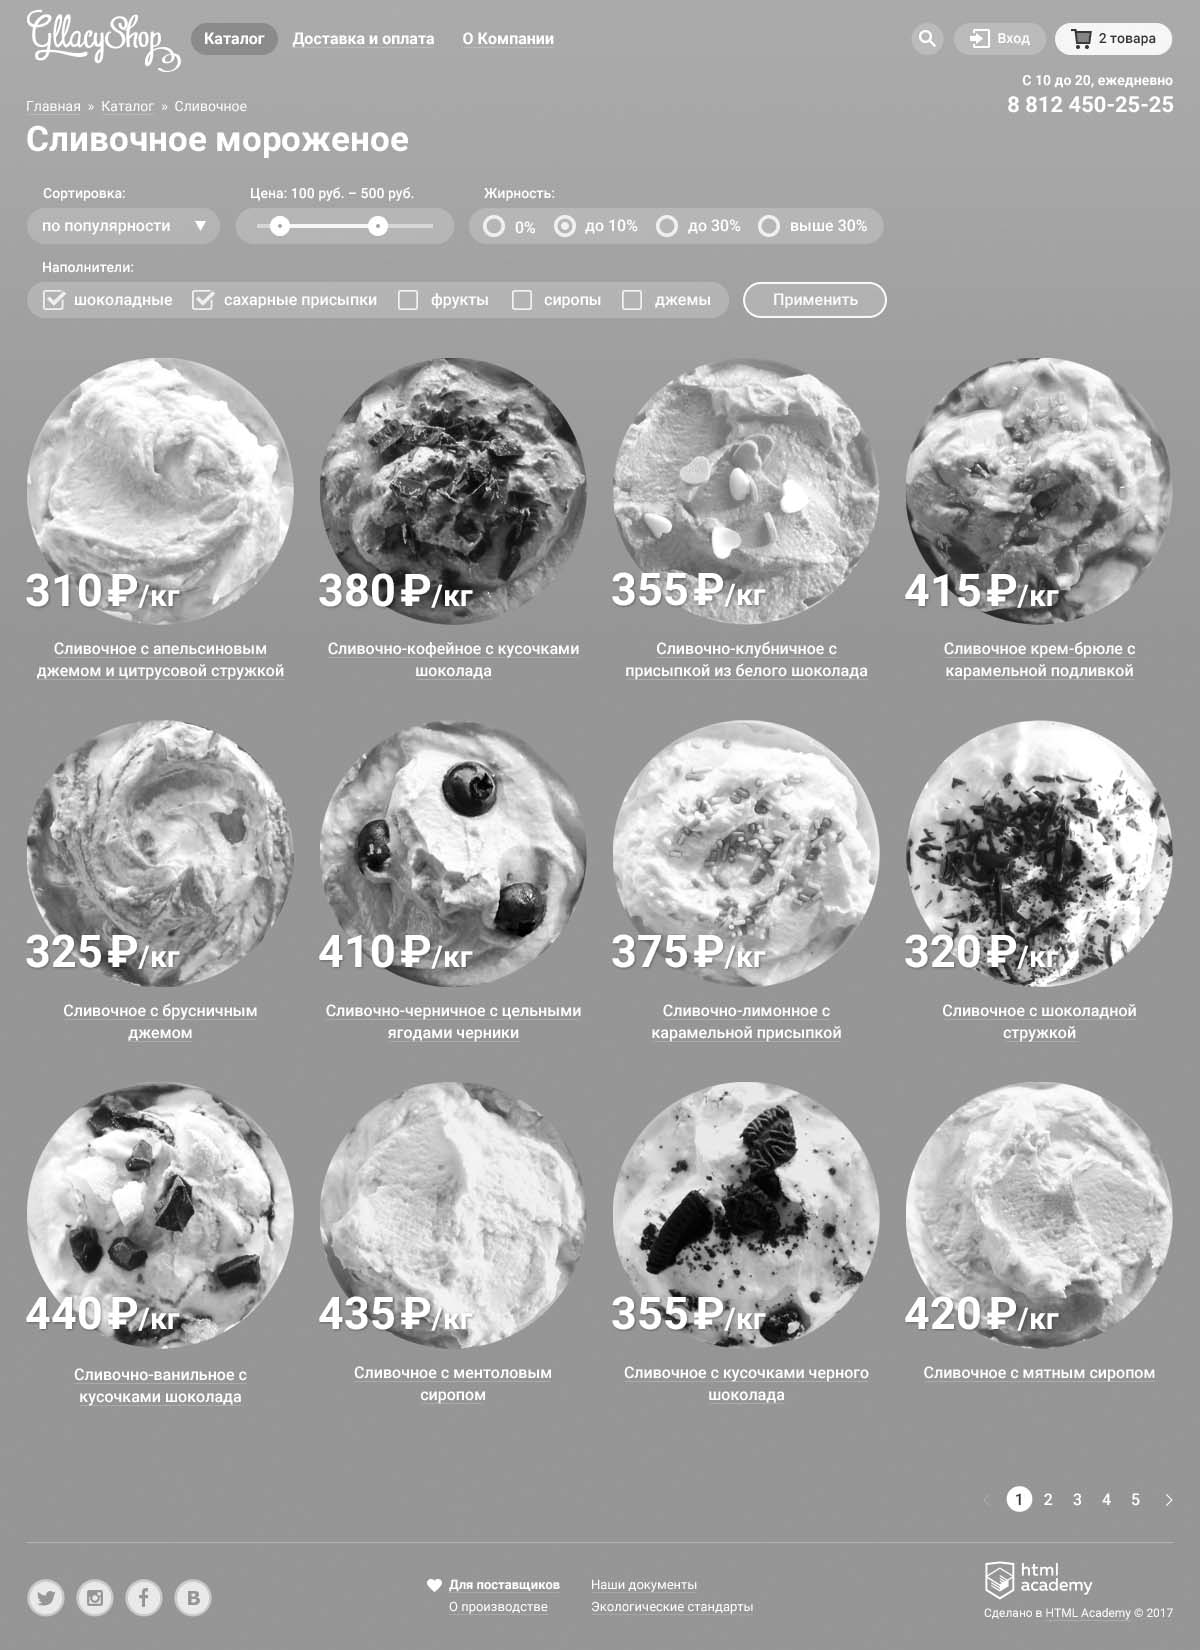 GllacyShop
Каталог
Доставка и оплата
О Компании
Вход
2 товара
С 10 до 20, ежедневно
8 812 450-25-25
Главная » Каталог » Сливочное
Сливочное мороженое
Сортировка:
по популярности
Цена: 100 руб. – 500 руб.
Жирность:
0%
до 10%
до 30%
выше 30%
Наполнители:
шоколадные
сахарные присыпки
фрукты
сиропы
джемы
Применить
310 ₽/кг
Сливочное с апельсиновым
джемом и цитрусовой стружкой
380 ₽/кг
Сливочно-кофейное с кусочками
шоколада
355 ₽/кг
Сливочно-клубничное с
присыпкой из белого шоколада
415 ₽/кг
Сливочное крем-брюле с
карамельной подливкой
325 ₽/кг
Сливочное с брусничным
джемом
410 ₽/кг
Сливочно-черничное с цельными
ягодами черники
375 ₽/кг
Сливочно-лимонное с
карамельной присыпкой
320 ₽/кг
Сливочное с шоколадной
стружкой
440 ₽/кг
Сливочно-ванильное с
кусочками шоколада
435 ₽/кг
Сливочное с ментоловым
сиропом
355 ₽/кг
Сливочное с кусочками черного
шоколада
420 ₽/кг
Сливочное с мятным сиропом
1 2 3 4 5
Для поставщиков
О производстве
Наши документы
Экологические стандарты
html
academy
Сделано в HTML Academy © 2017